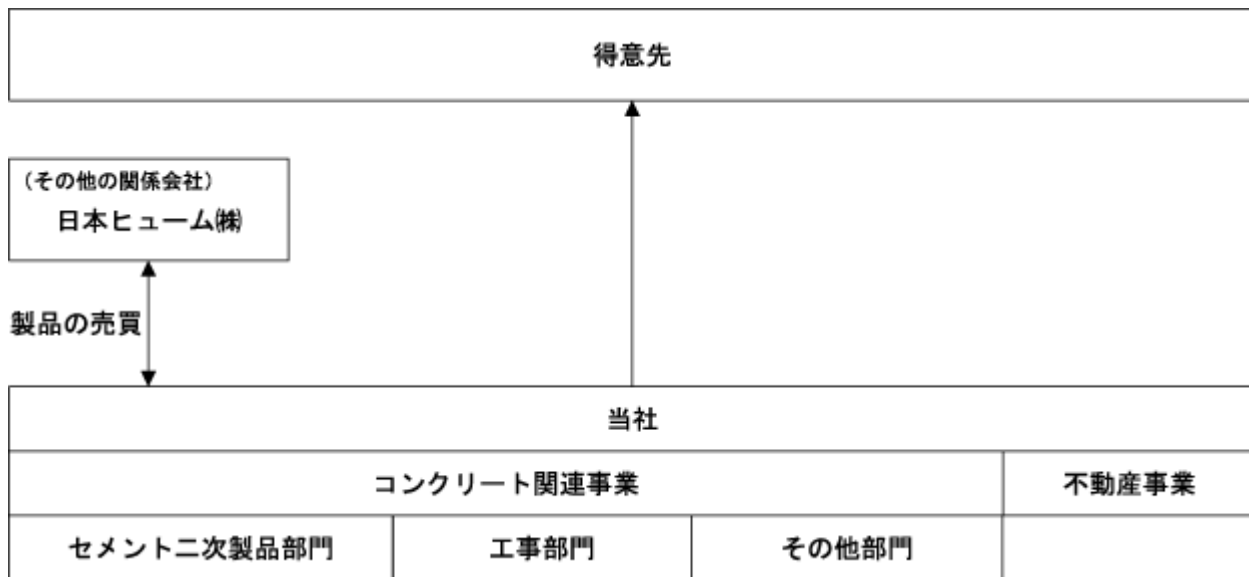 得意先
（その他の関係会社）
日本ヒューム㈱
製品の売買
当社
コンクリート関連事業
不動産事業
セメント二次製品部門
工事部門
その他部門